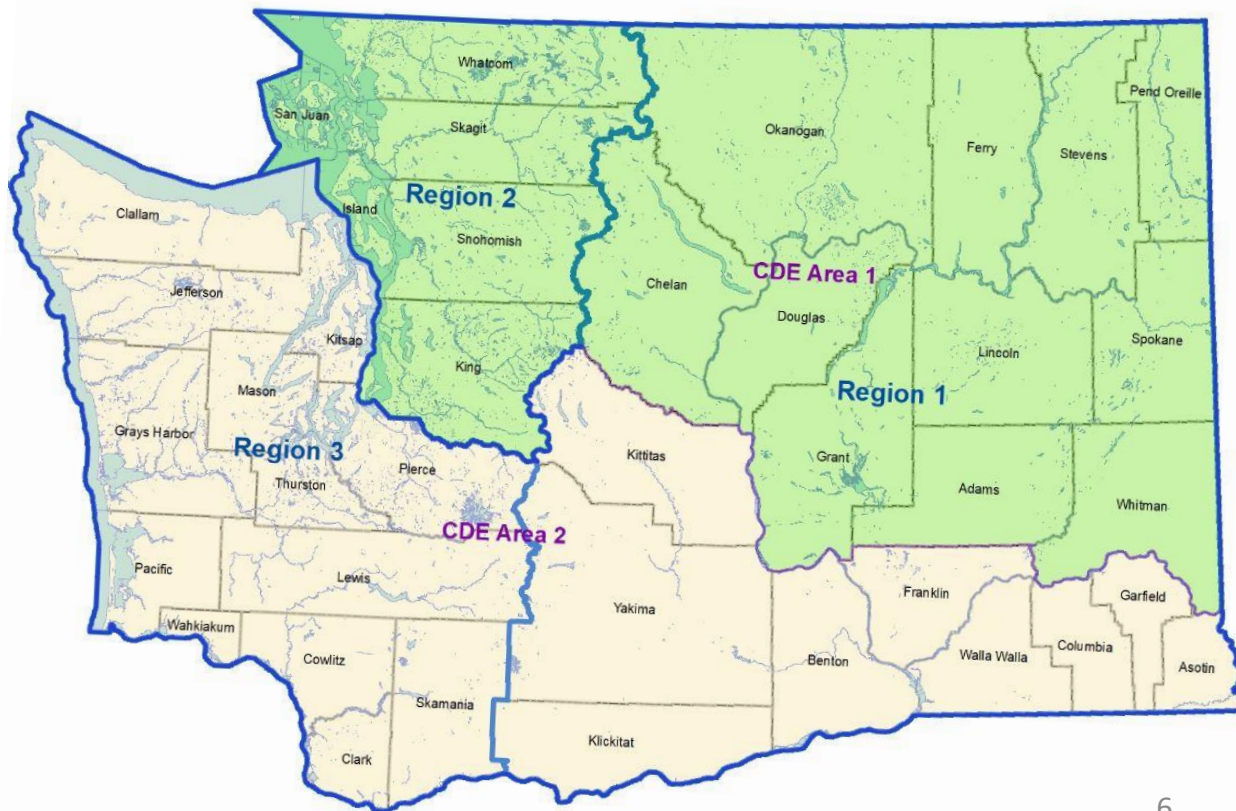 Whatcom
San Juan
Skagit
Okanogan
Ferry
Stevens
Pend Oreille
Region 2
Island
Snohomish
Clallam
Chelan
CDE Area 1
Jefferson
Douglas
Kitsap
King
Lincoln
Spokane
Mason
Region 1
Grays Harbor
Region 3
Pierce
Kittitas
Grant
Thurston
Adams
Whitman
CDE Area 2
Pacific
Lewis
Yakima
Franklin
Garfield
Wahkiakum
Cowlitz
Benton
Walla Walla
Columbia
Asotin
Skamania
Klickitat
Clark
6